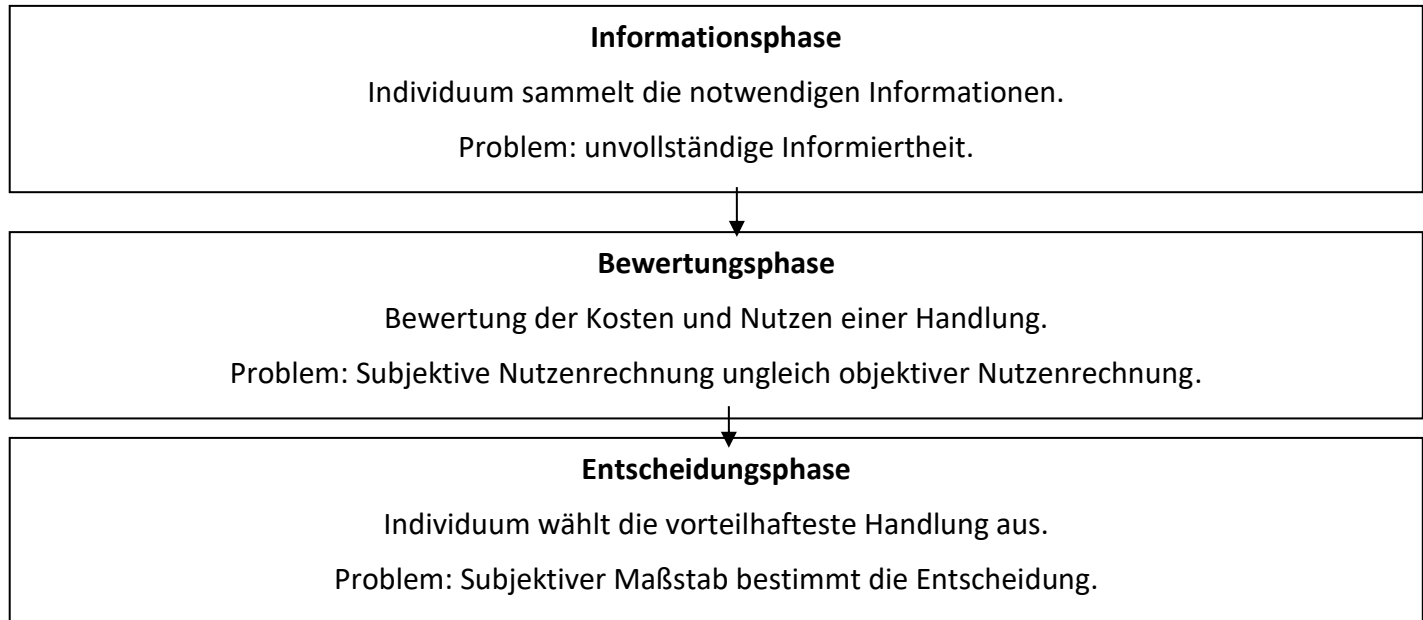 Informationsphase
Individuum sammelt die notwendigen Informationen.
Problem: unvollständige Informiertheit.
Bewertungsphase
Bewertung der Kosten und Nutzen einer Handlung.
Problem: Subjektive Nutzenrechnung ungleich objektiver Nutzenrechnung.
Entscheidungsphase
Individuum wählt die vorteilhafteste Handlung aus.
Problem: Subjektiver Maßstab bestimmt die Entscheidung.